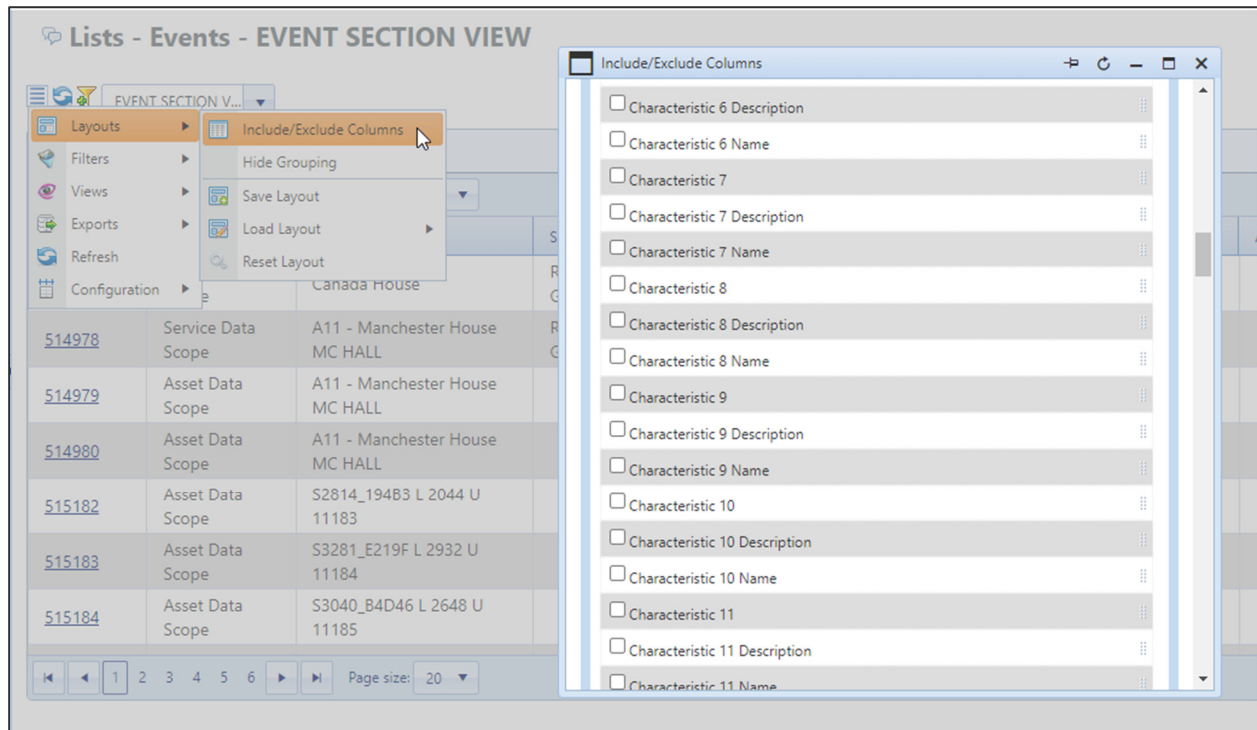 Lists - Events - EVENT SECTION VIEW
EVENT SECTION V...
Layouts
Filters
Views
Exports
Refresh
Configuration
Include/Exclude Columns
Hide Grouping
Save Layout
Load Layout
Reset Layout
Canada House
514978
Service Data
Scope
A11 - Manchester House
MC HALL
514979
Asset Data
Scope
A11 - Manchester House
MC HALL
514980
Asset Data
Scope
A11 - Manchester House
MC HALL
515182
Asset Data
Scope
S2814_194B3 L 2044 U
11183
515183
Asset Data
Scope
S3281_E219F L 2932 U
11184
515184
Asset Data
Scope
S3040_B4D46 L 2648 U
11185
1 2 3 4 5 6 Page size: 20
Include/Exclude Columns
Characteristic 6 Description
Characteristic 6 Name
Characteristic 7
Characteristic 7 Description
Characteristic 7 Name
Characteristic 8
Characteristic 8 Description
Characteristic 8 Name
Characteristic 9
Characteristic 9 Description
Characteristic 9 Name
Characteristic 10
Characteristic 10 Description
Characteristic 10 Name
Characteristic 11
Characteristic 11 Description
Characteristic 11 Name